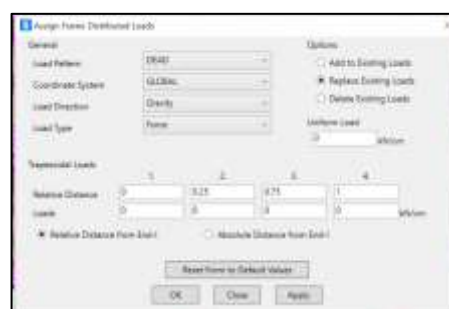 Assign Frame Distributed Loads
General
Load Pattern DEAD
Coordinate System GLOBAL
Load Direction Gravity
Load Type Force
Options
Add to Existing Loads
Replace Existing Loads
Delete Existing Loads
Uniform Load
0
Trapezoidal Loads
1 2 3 4
Relative Distance 0 0.25 0.75 1
Loads 0 0 0 0
Relative Distance from End-I Absolute Distance from End-I
Reset Form to Default Values
OK Close Apply